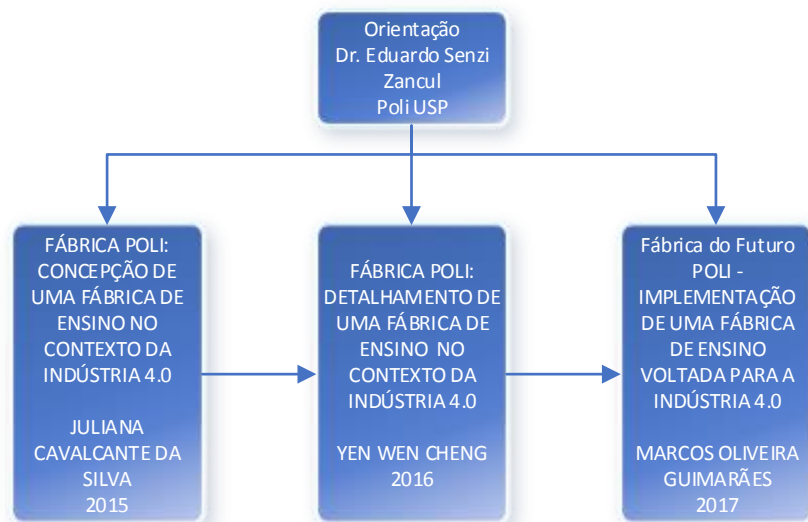 Orientação
Dr. Eduardo Senzi
Zancul
Poli USP
FÁBRICA POLI:
CONCEPÇÃO DE
UMA FÁBRICA DE
ENSINO NO
CONTEXTO DA
INDÚSTRIA 4.0
JULIANA
CAVALCANTE DA
SILVA
2015
FÁBRICA POLI:
DETALHAMENTO DE
UMA FÁBRICA DE
ENSINO NO
CONTEXTO DA
INDÚSTRIA 4.0
YEN WEN CHENG
2016
Fábrica do Futuro
POLI -
IMPLEMENTAÇÃO
DE UMA FÁBRICA
DE ENSINO
VOLTADA PARA A
INDÚSTRIA 4.0
MARCOS OLIVEIRA
GUIMARÃES
2017